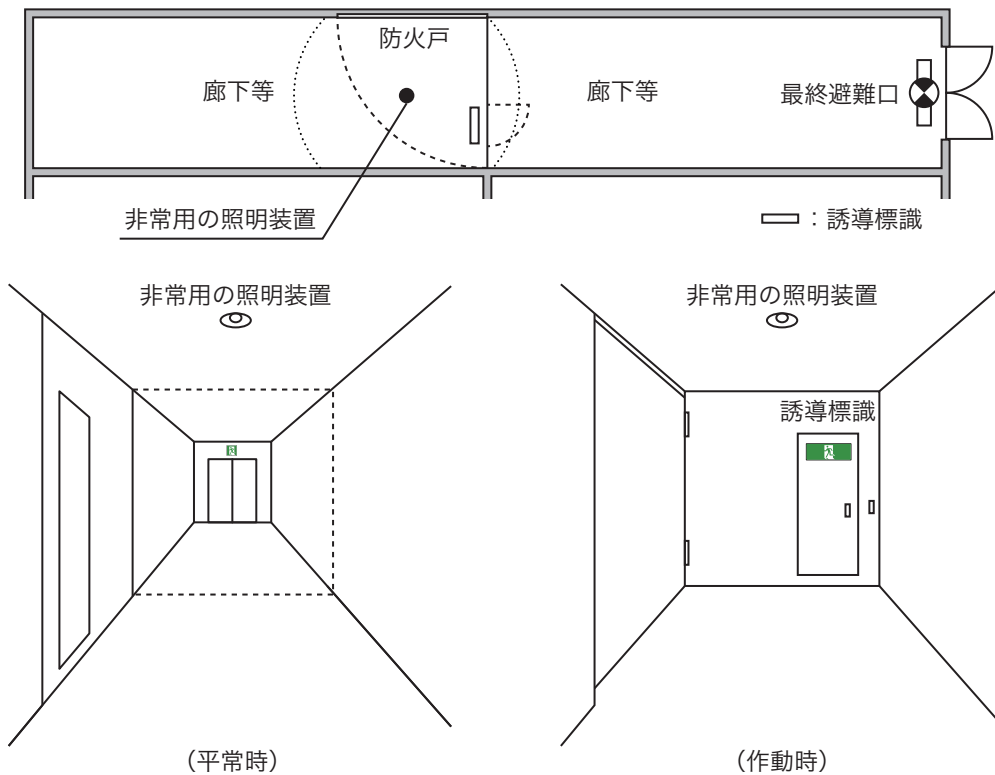 防火戸
廊下等
廊下等
最終避難口
非常用の照明装置
：誘導標識
非常用の照明装置
（平常時）
非常用の照明装置
誘導標識
（作動時）